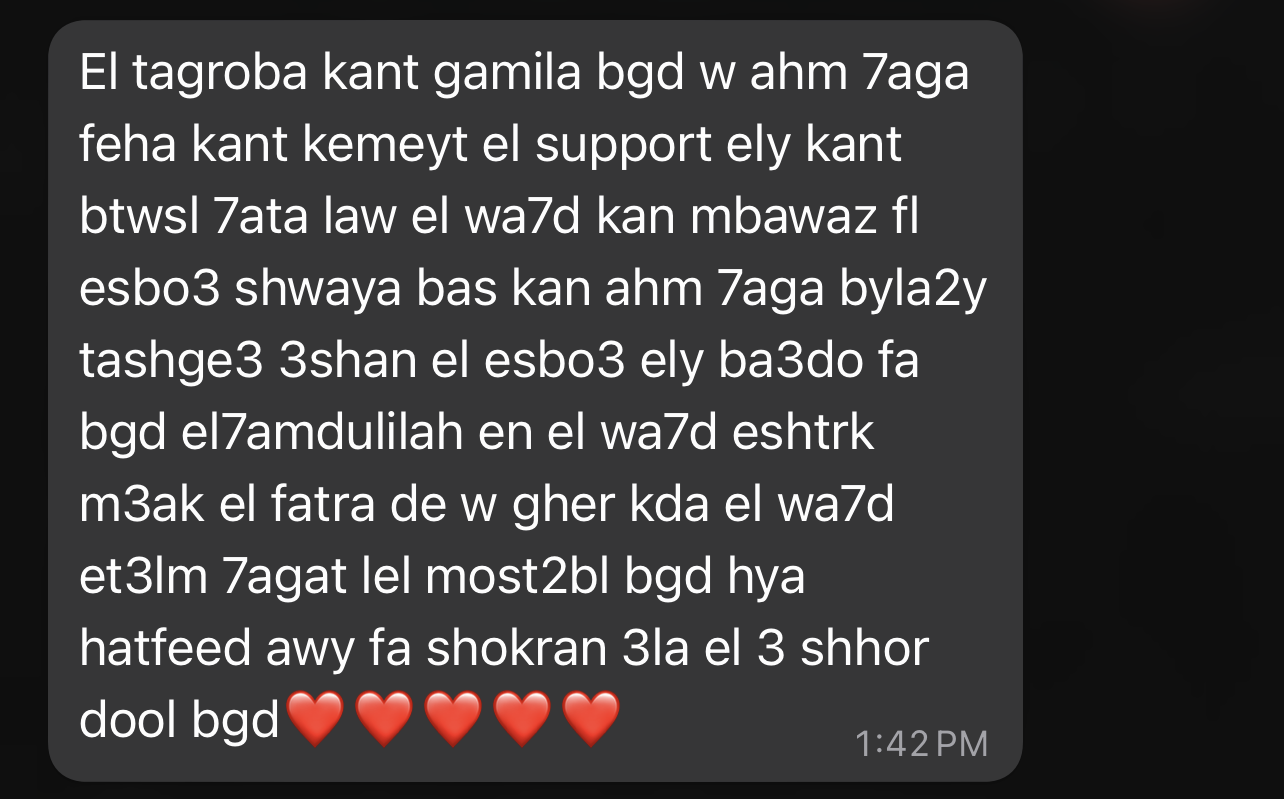 El tagroba kant gamila bgd w ahm 7aga
feha kant kemeyt el support ely kant
btwsl 7ata law el wa7d kan mbawaz fl
esbo3 shwaya bas kan ahm 7aga byla2y
tashge3 3shan el esbo3 ely ba3do fa
bgd el7amdulilah en el wa7d eshtrk
m3ak el fatra de w gher kda el wa7d
et3lm 7agat lel most2bl bgd hya
hatfeed awy fa shokran 3la el 3 shhor
dool bgd❤️❤️❤️❤️❤️
1:42 PM